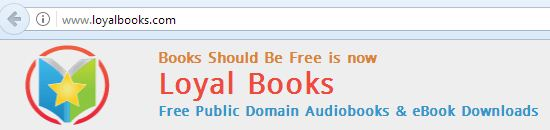 www.loyalbooks.com
Books Should Be Free is now
Loyal Books
Free Public Domain Audiobooks & eBook Downloads